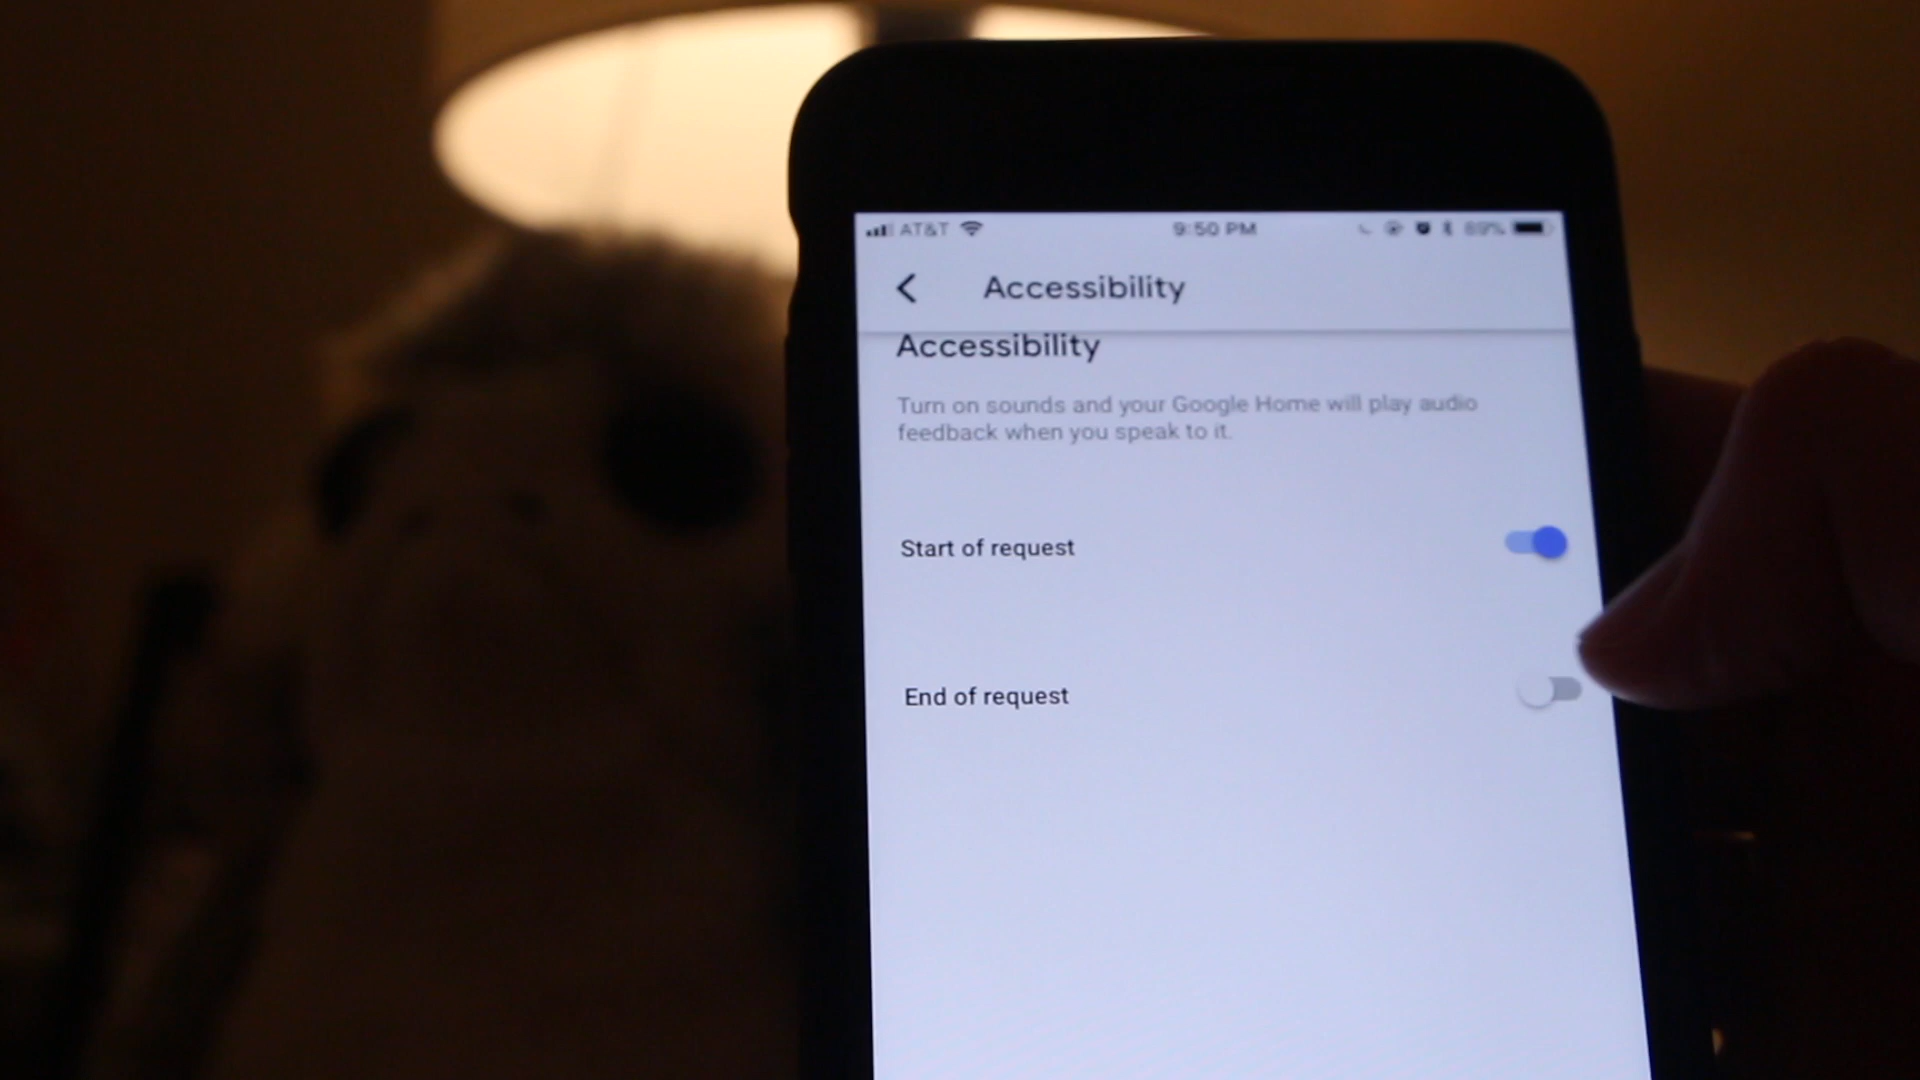 AT&T 9:50 PM 69%
Accessibility
Accessibility
Turn on sounds and your Google Home will play audio
feedback when you speak to it.
Start of request
End of request